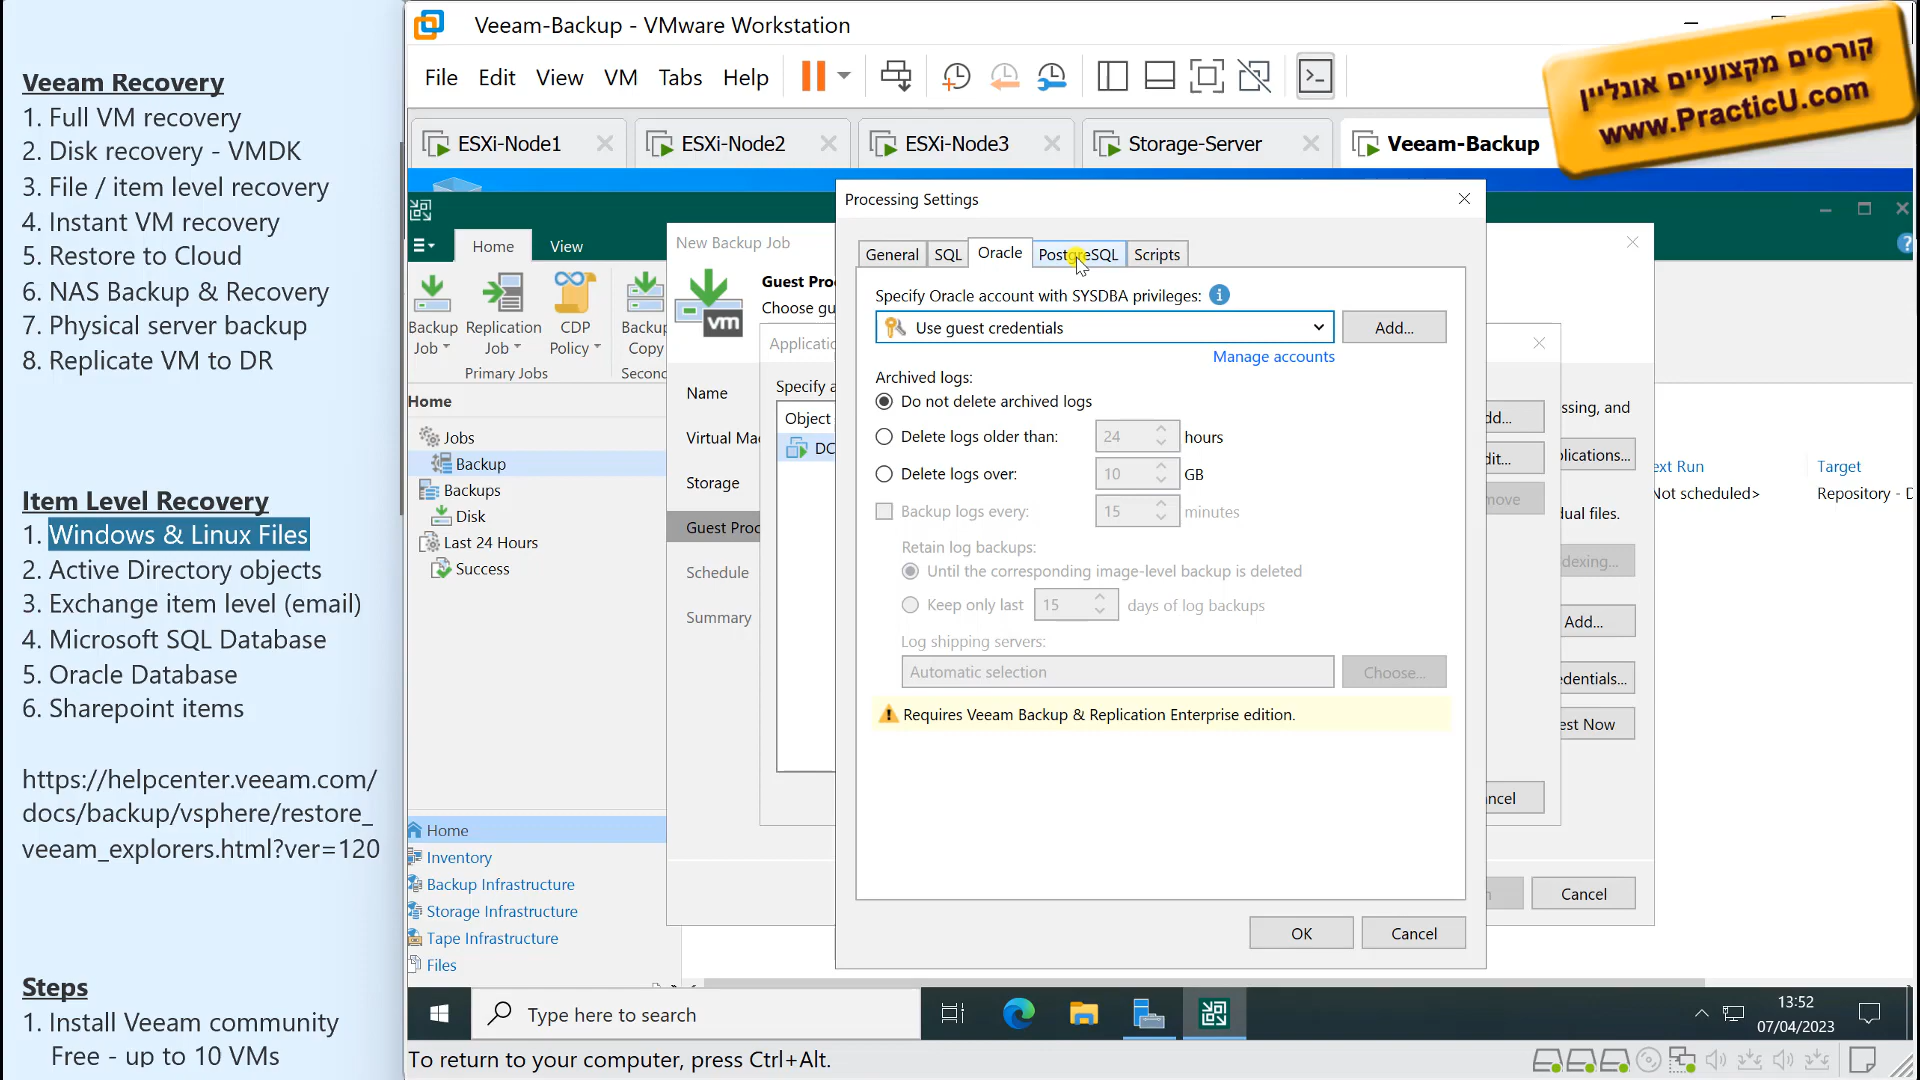 Veeam Recovery
1. Full VM recovery
2. Disk recovery - VMDK
3. File / item level recovery
4. Instant VM recovery
5. Restore to Cloud
6. NAS Backup & Recovery
7. Physical server backup
8. Replicate VM to DR
Item Level Recovery
1. Windows & Linux Files
2. Active Directory objects
3. Exchange item level (email)
4. Microsoft SQL Database
5. Oracle Database
6. Sharepoint items
https://helpcenter.veeam.com/
docs/backup/vsphere/restore_
veeam_explorers.html?ver=120
Steps
1. Install Veeam community
Free - up to 10 VMs
Veeam-Backup - VMware Workstation
קורסים מקצועיים אונליין
www.PracticU.com
File Edit View VM Tabs Help
ESXi-Node1 ESXi-Node2 ESXi-Node3 Storage-Server Veeam-Backup
Home View
Backup Job
Replication Job
CDP Policy
Backup Copy
Primary Jobs
Home
Jobs
Backup
Backups
Disk
Last 24 Hours
Success
Home
Inventory
Backup Infrastructure
Storage Infrastructure
Tape Infrastructure
Files
New Backup Job
Guest Pro
Choose gu
Name
Virtual Ma
Storage
Guest Proc
Schedule
Summary
Applicatio
Specify a
Object
DC
Processing Settings
General SQL Oracle PostgreSQL Scripts
Specify Oracle account with SYSDBA privileges:
Use guest credentials Add...
Manage accounts
Archived logs:
Do not delete archived logs
Delete logs older than: 24 hours
Delete logs over: 10 GB
Backup logs every: 15 minutes
Retain log backups:
Until the corresponding image-level backup is deleted
Keep only last 15 days of log backups
Log shipping servers:
Automatic selection Choose...
Requires Veeam Backup & Replication Enterprise edition.
OK Cancel
ssing, and
plications...
dual files.
dexing...
Add...
dentials...
est Now
ncel
Cancel
ext Run Target
Not scheduled> Repository - D
Type here to search
13:52
07/04/2023
To return to your computer, press Ctrl+Alt.